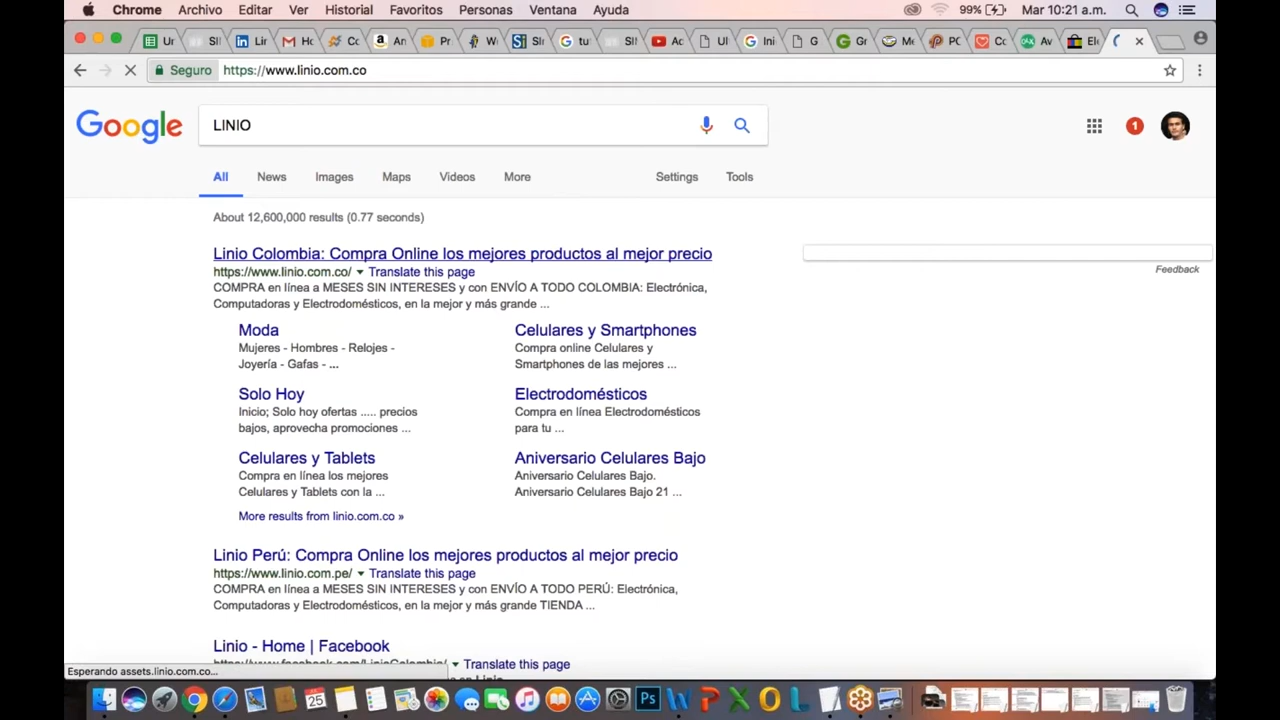 Chrome Archivo Editar Ver Historial Favoritos Personas Ventana Ayuda 99% Mar 10:21 a.m.
Seguro https://www.linio.com.co
Google LINIO 1
All News Images Maps Videos More Settings Tools
About 12,600,000 results (0.77 seconds)
Linio Colombia: Compra Online los mejores productos al mejor precio
https://www.linio.com.co/ Translate this page
Feedback
COMPRA en línea a MESES SIN INTERESES y con ENVÍO A TODO COLOMBIA: Electrónica,
Computadoras y Electrodomésticos, en la mejor y más grande ...
Moda
Mujeres - Hombres - Relojes -
Joyería - Gafas - ...
Celulares y Smartphones
Compra online Celulares y
Smartphones de las mejores ...
Solo Hoy
Inicio; Solo hoy ofertas ..... precios
bajos, aprovecha promociones ...
Electrodomésticos
Compra en línea Electrodomésticos
para tu ...
Celulares y Tablets
Compra en línea los mejores
Celulares y Tablets con la ...
Aniversario Celulares Bajo
Aniversario Celulares Bajo.
Aniversario Celulares Bajo 21 ...
More results from linio.com.co »
Linio Perú: Compra Online los mejores productos al mejor precio
https://www.linio.com.pe/ Translate this page
COMPRA en línea a MESES SIN INTERESES y con ENVÍO A TODO PERÚ: Electrónica,
Computadoras y Electrodomésticos, en la mejor y más grande TIENDA ...
Linio - Home | Facebook
https://www.facebook.com/LinioColombia/ Translate this page
Esperando assets.linio.com.co...
25 Ps